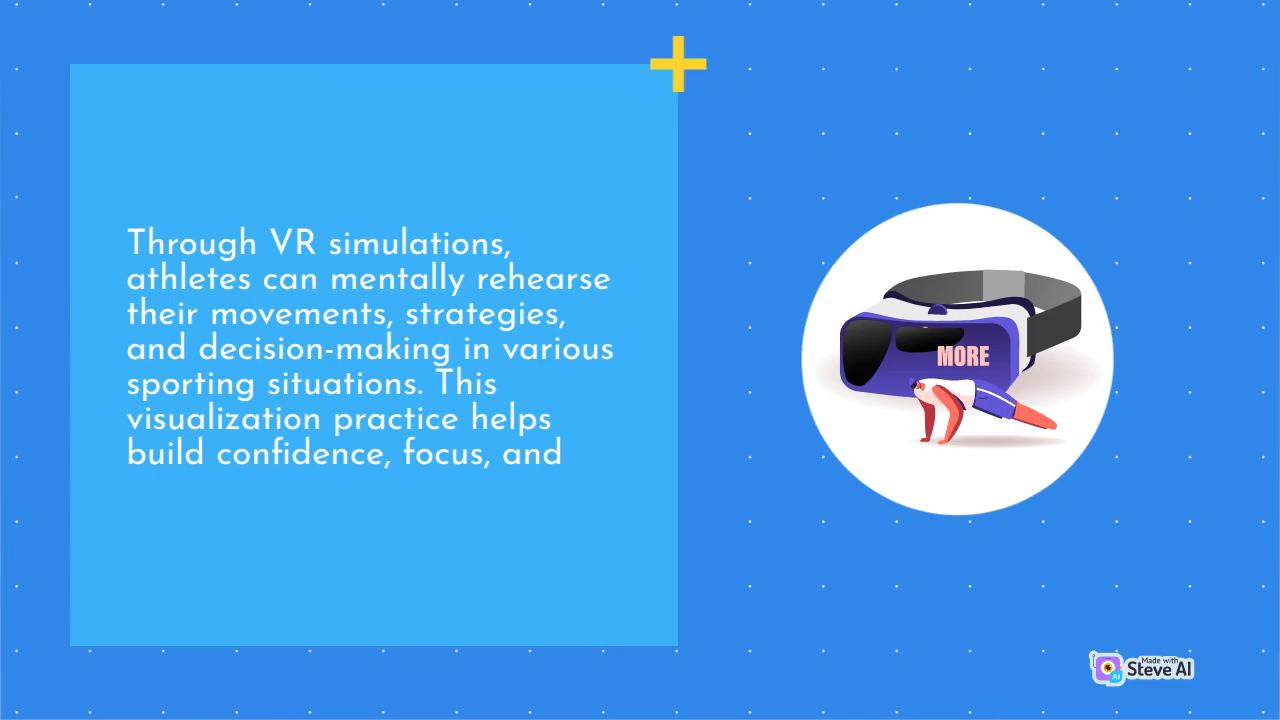 Through VR simulations,
athletes can mentally rehearse
their movements, strategies,
and decision-making in various
sporting situations. This
visualization practice helps
build confidence, focus, and
MORE
Made with
Steve AI
AI